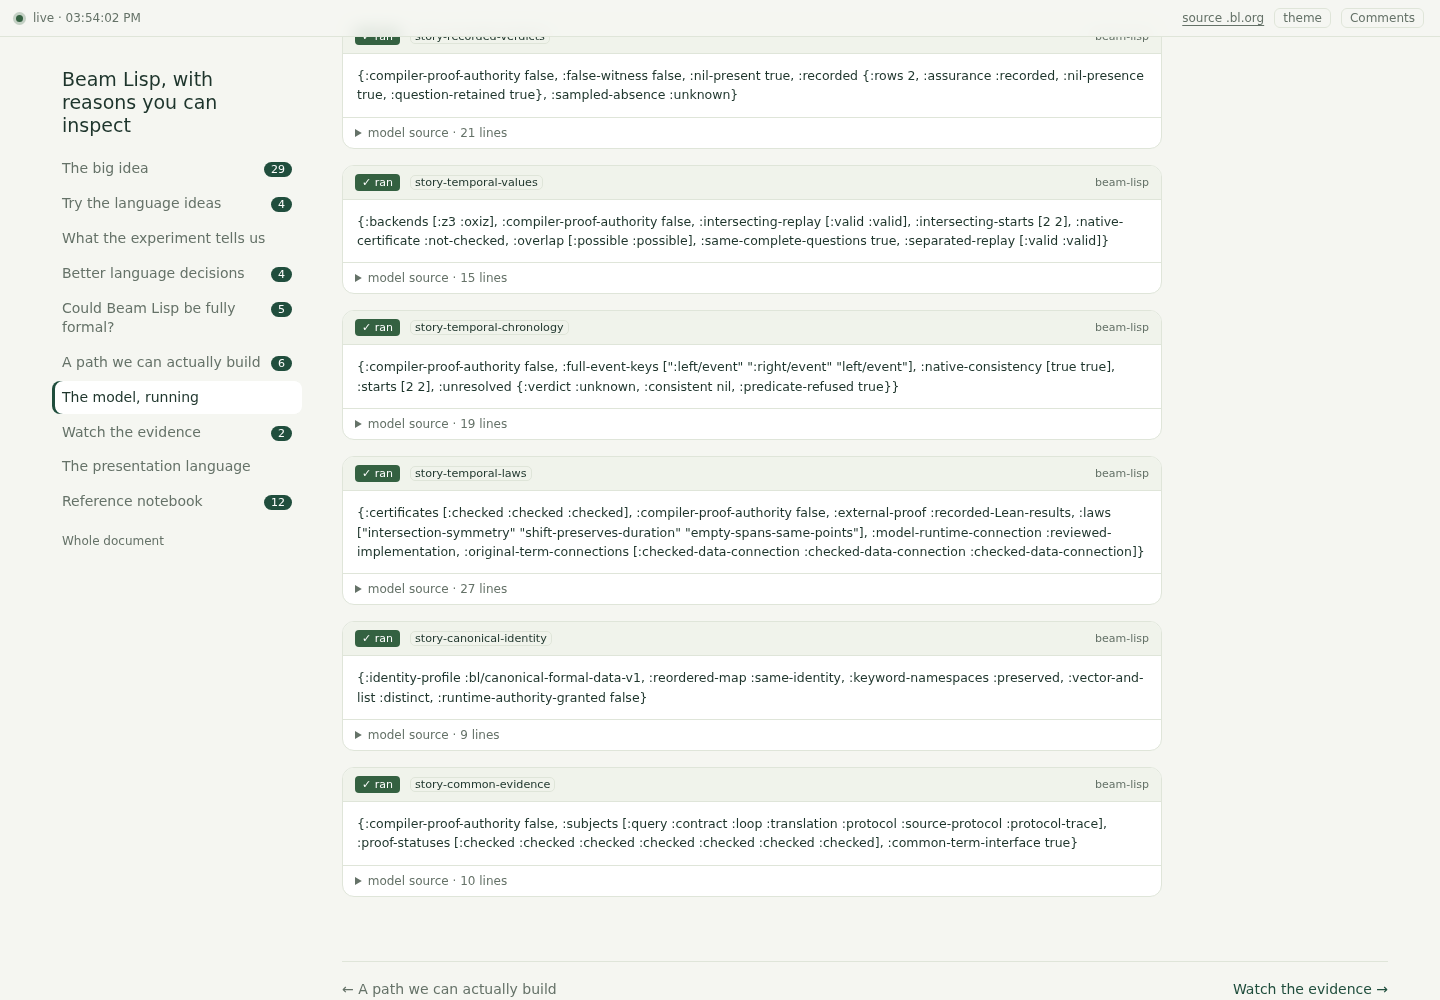 live · 03:54:02 PM
source .bl.org
theme
Comments
Beam Lisp, with
reasons you can
inspect
The big idea 29
Try the language ideas 4
What the experiment tells us
Better language decisions 4
Could Beam Lisp be fully 5
formal?
A path we can actually build 6
The model, running
Watch the evidence 2
The presentation language
Reference notebook 12
Whole document
✓ ran story-recorded-verdicts beam-lisp
{:compiler-proof-authority false, :false-witness false, :nil-present true, :recorded {:rows 2, :assurance :recorded, :nil-presence
true, :question-retained true}, :sampled-absence :unknown}
▶ model source · 21 lines
✓ ran story-temporal-values beam-lisp
{:backends [:z3 :oxiz], :compiler-proof-authority false, :intersecting-replay [:valid :valid], :intersecting-starts [2 2], :native-
certificate :not-checked, :overlap [:possible :possible], :same-complete-questions true, :separated-replay [:valid :valid]}
▶ model source · 15 lines
✓ ran story-temporal-chronology beam-lisp
{:compiler-proof-authority false, :full-event-keys [":left/event" ":right/event" "left/event"], :native-consistency [true true],
:starts [2 2], :unresolved {:verdict :unknown, :consistent nil, :predicate-refused true}}
▶ model source · 19 lines
✓ ran story-temporal-laws beam-lisp
{:certificates [:checked :checked :checked], :compiler-proof-authority false, :external-proof :recorded-Lean-results, :laws
["intersection-symmetry" "shift-preserves-duration" "empty-spans-same-points"], :model-runtime-connection :reviewed-
implementation, :original-term-connections [:checked-data-connection :checked-data-connection :checked-data-connection]}
▶ model source · 27 lines
✓ ran story-canonical-identity beam-lisp
{:identity-profile :bl/canonical-formal-data-v1, :reordered-map :same-identity, :keyword-namespaces :preserved, :vector-and-
list :distinct, :runtime-authority-granted false}
▶ model source · 9 lines
✓ ran story-common-evidence beam-lisp
{:compiler-proof-authority false, :subjects [:query :contract :loop :translation :protocol :source-protocol :protocol-trace],
:proof-statuses [:checked :checked :checked :checked :checked :checked :checked], :common-term-interface true}
▶ model source · 10 lines
← A path we can actually build
Watch the evidence →